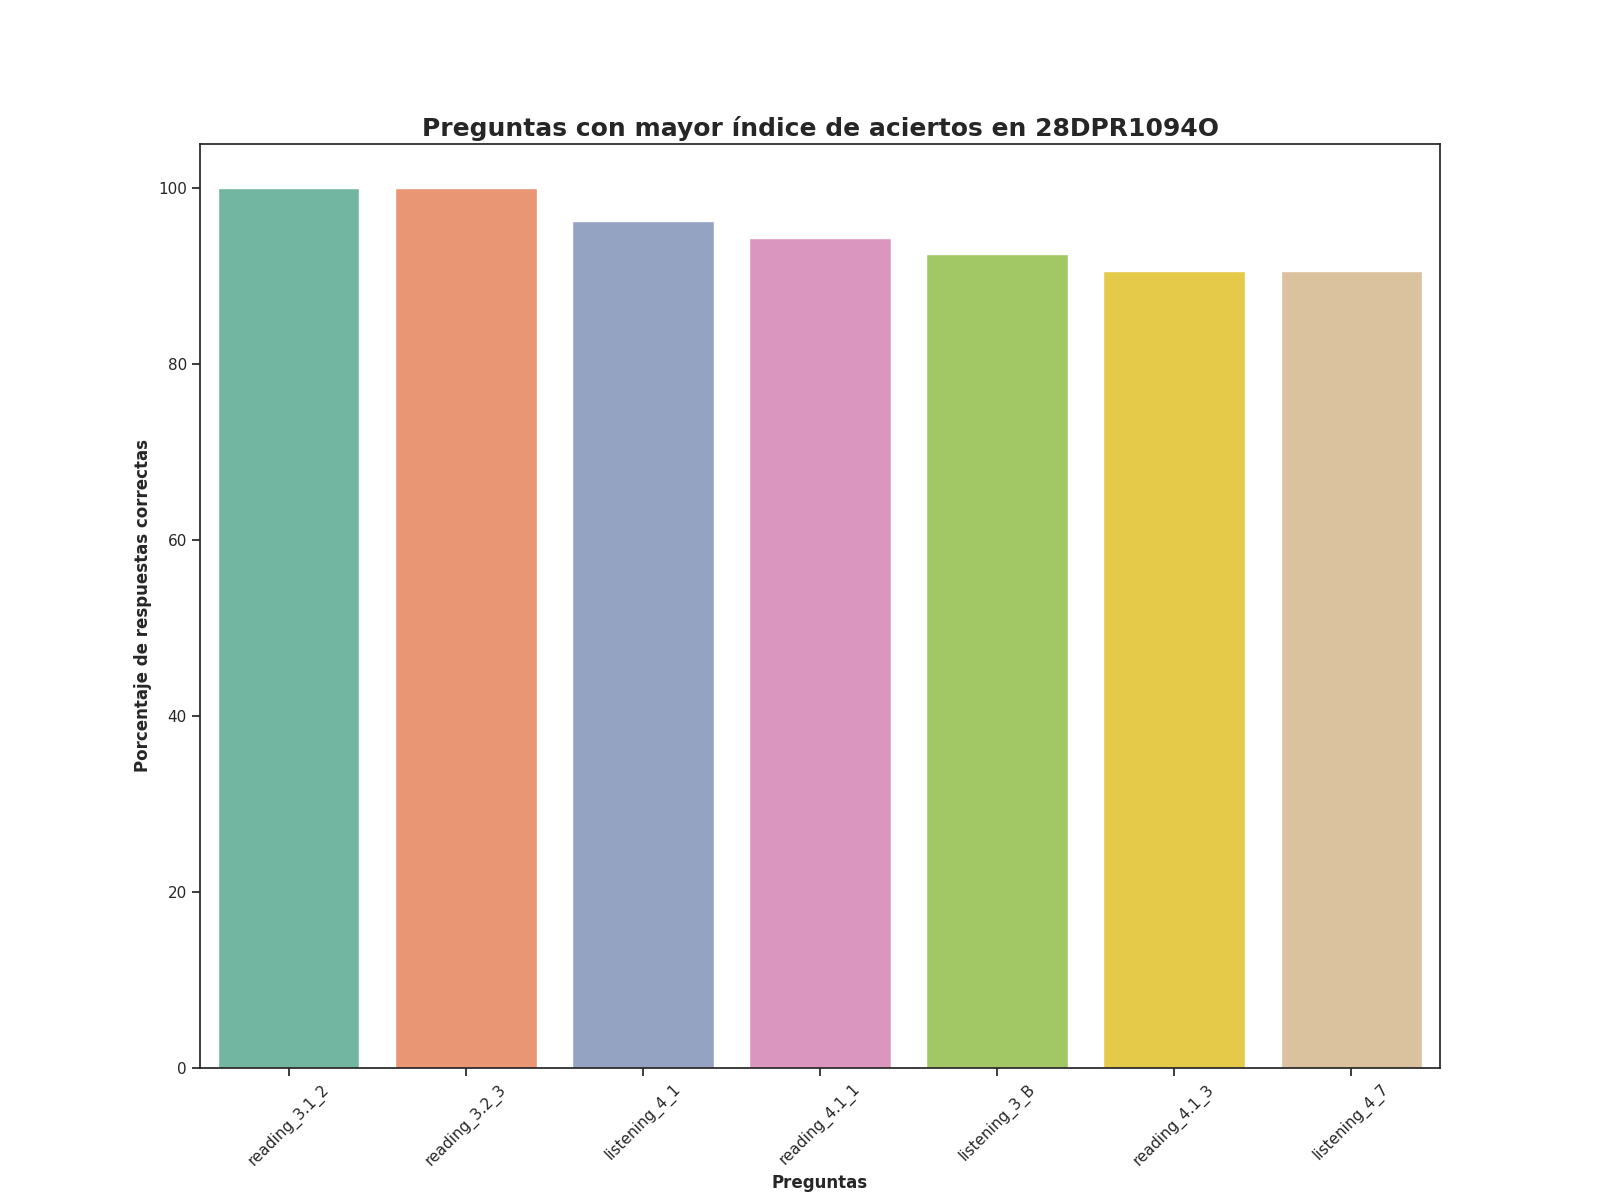 Preguntas con mayor índice de aciertos en 28DPR1094O
Porcentaje de respuestas correctas
100
80
60
40
20
0
reading_3.1_2
reading_3.2_3
listening_4_1
reading_4.1_1
listening_3_B
reading_4.1_3
listening_4_7
Preguntas